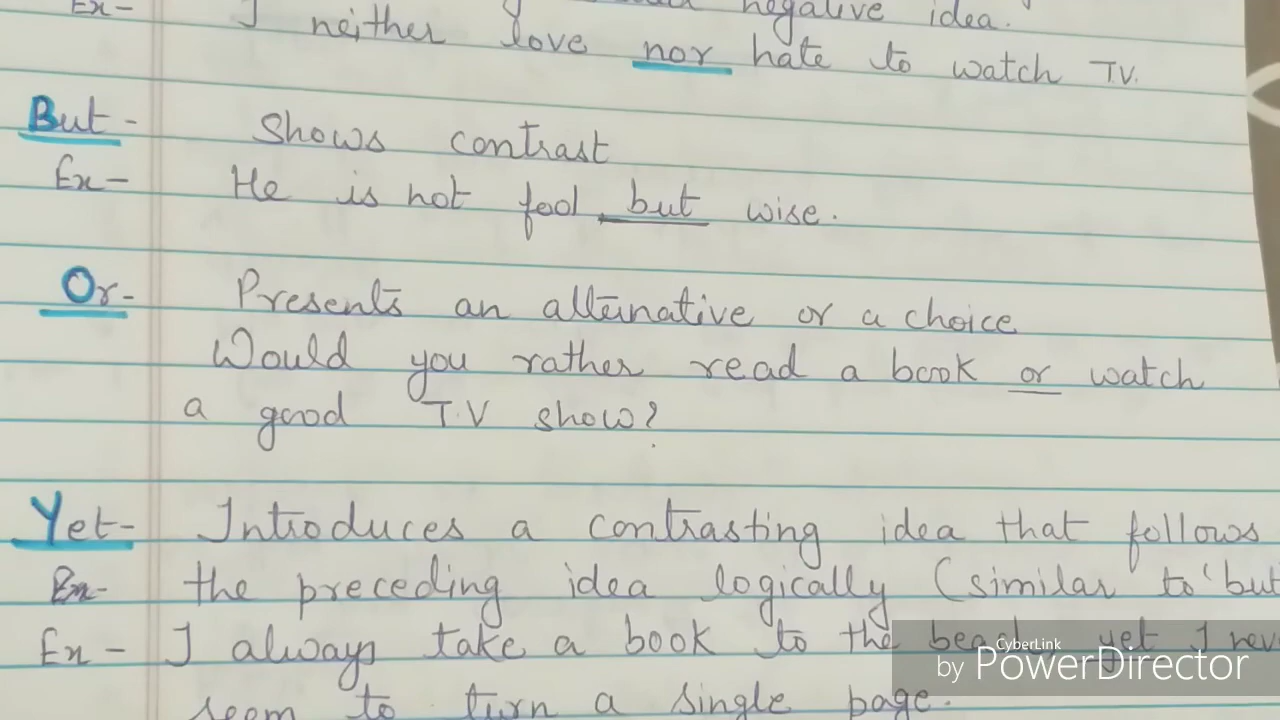 Ex- negative idea.
I neither love nor hate to watch TV.
But - Shows contrast
Ex- He is not fool but wise.
Or- Presents an alternative or a choice
Would you rather read a book or watch
a good T.V show?
Yet- Introduces a contrasting idea that follows
Ex- the preceding idea logically (similar to 'but
Ex- I always take a book to the beach yet I nev
seem to turn a single page.
CyberLink
by PowerDirector